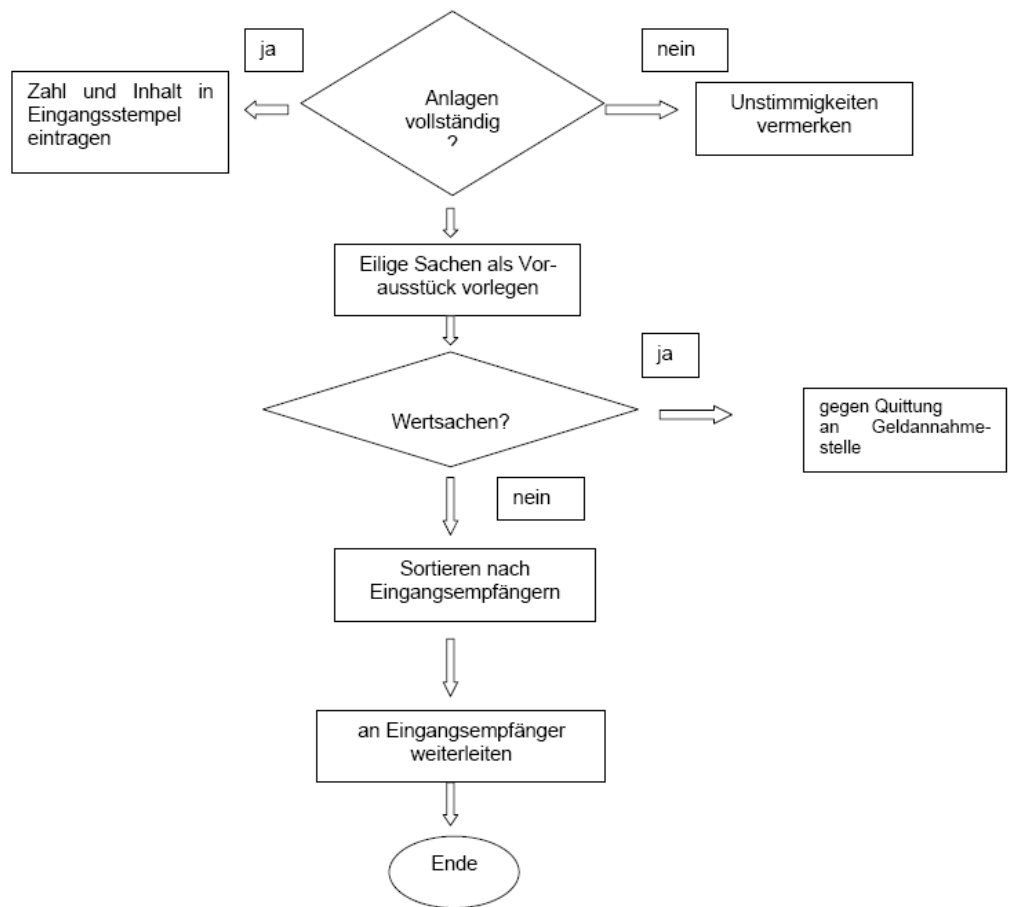 ja
nein
Zahl und Inhalt in
Eingangsstempel
eintragen
Anlagen
vollständig
?
Unstimmigkeiten
vermerken
Eilige Sachen als Vor-
ausstück vorlegen
ja
Wertsachen?
gegen Quittung
an Geldannahme-
stelle
nein
Sortieren nach
Eingangsempfängern
an Eingangsempfänger
weiterleiten
Ende